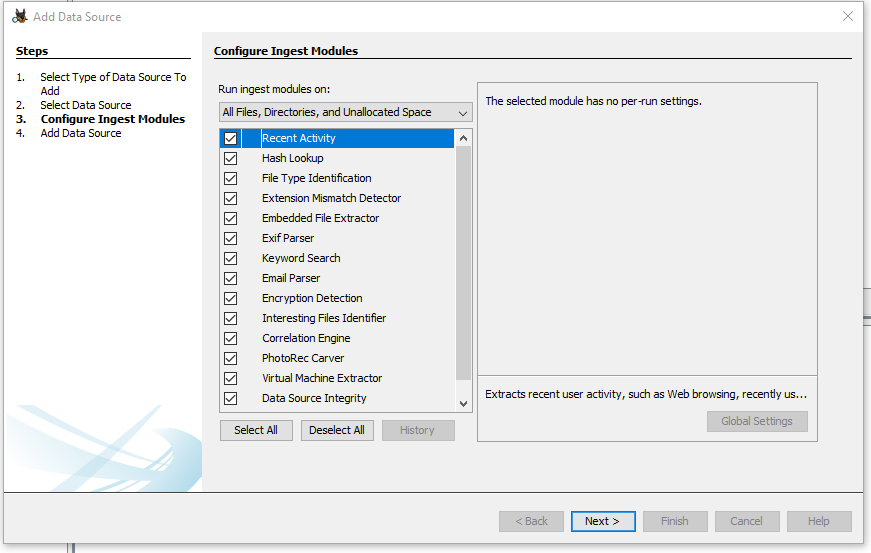 Add Data Source
Steps
1. Select Type of Data Source To
Add
2. Select Data Source
3. Configure Ingest Modules
4. Add Data Source
Configure Ingest Modules
Run ingest modules on:
All Files, Directories, and Unallocated Space
Recent Activity
Hash Lookup
File Type Identification
Extension Mismatch Detector
Embedded File Extractor
Exif Parser
Keyword Search
Email Parser
Encryption Detection
Interesting Files Identifier
Correlation Engine
PhotoRec Carver
Virtual Machine Extractor
Data Source Integrity
Select All
Deselect All
History
The selected module has no per-run settings.
Extracts recent user activity, such as Web browsing, recently us...
Global Settings
< Back
Next >
Finish
Cancel
Help